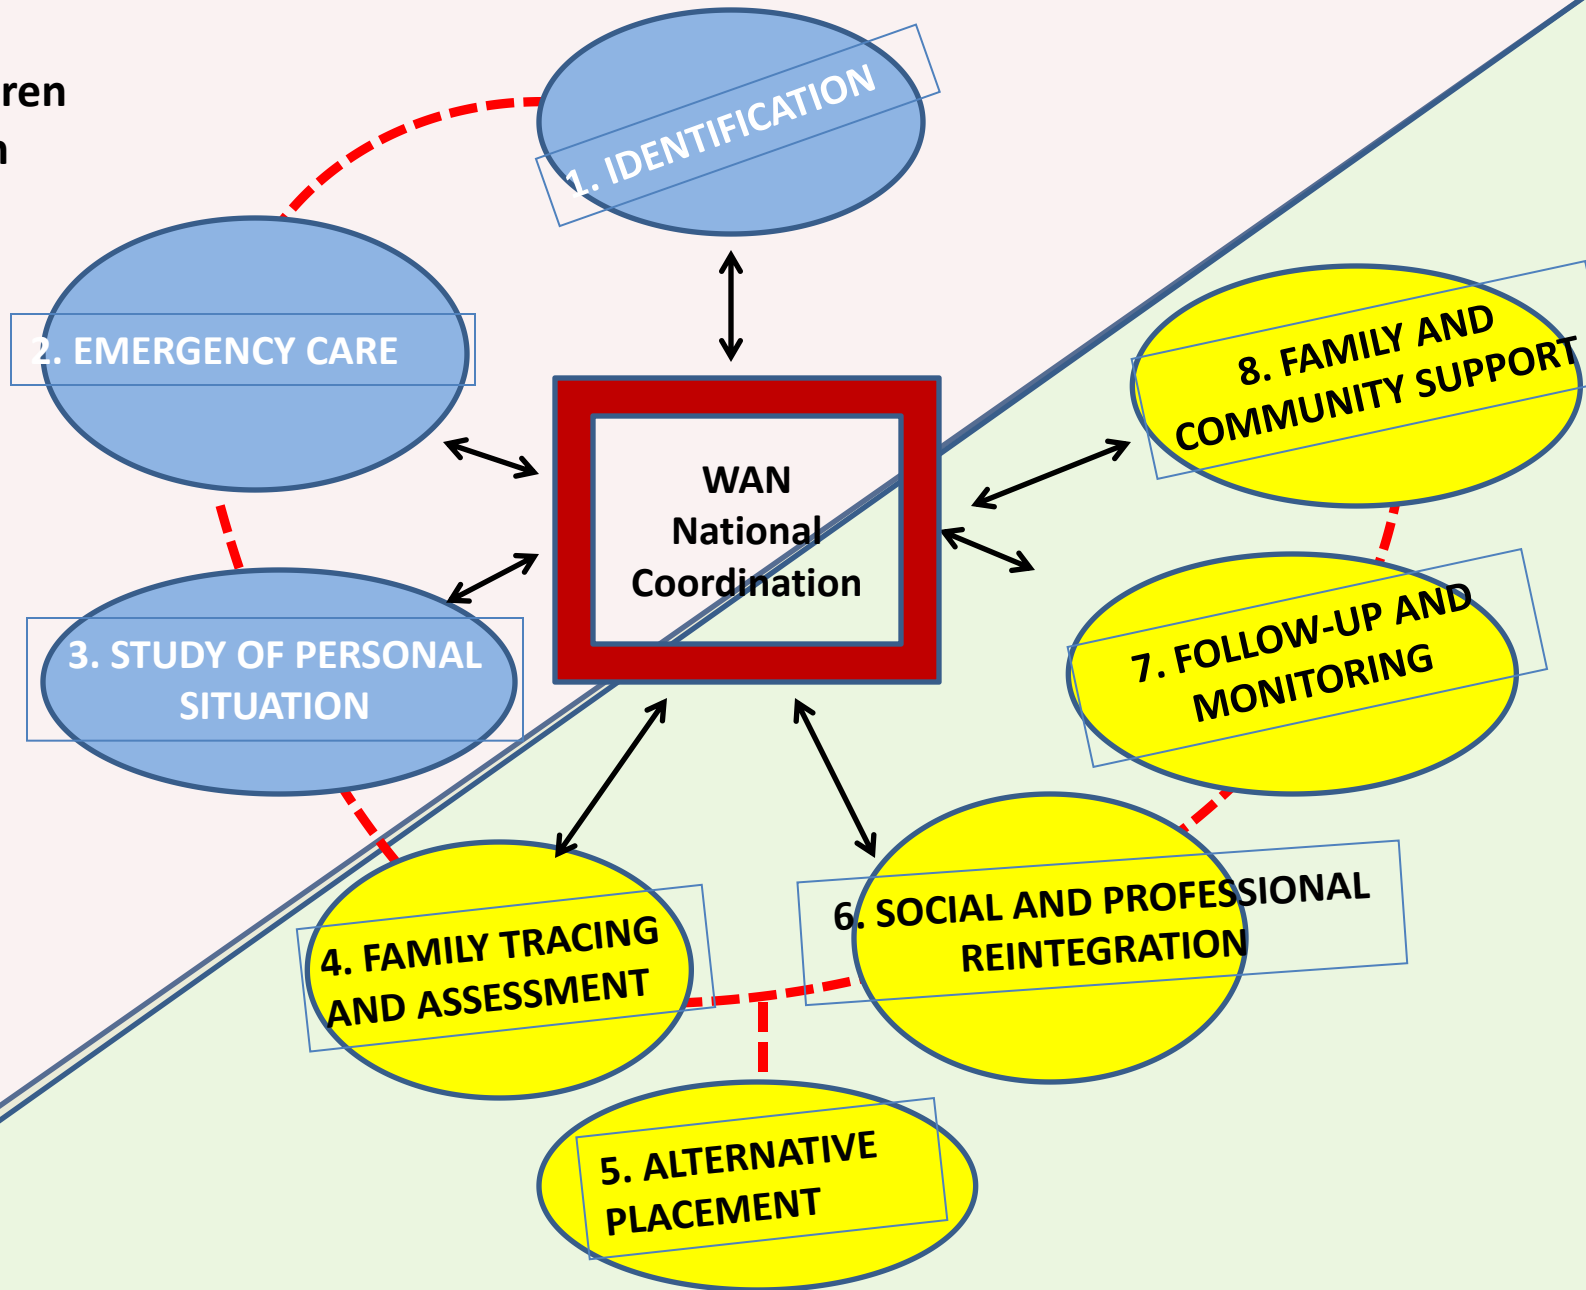 ren
1. IDENTIFICATION
2. EMERGENCY CARE
3. STUDY OF PERSONAL
SITUATION
WAN
National
Coordination
4. FAMILY TRACING
AND ASSESSMENT
5. ALTERNATIVE
PLACEMENT
6. SOCIAL AND PROFESSIONAL
REINTEGRATION
7. FOLLOW-UP AND
MONITORING
8. FAMILY AND
COMMUNITY SUPPORT